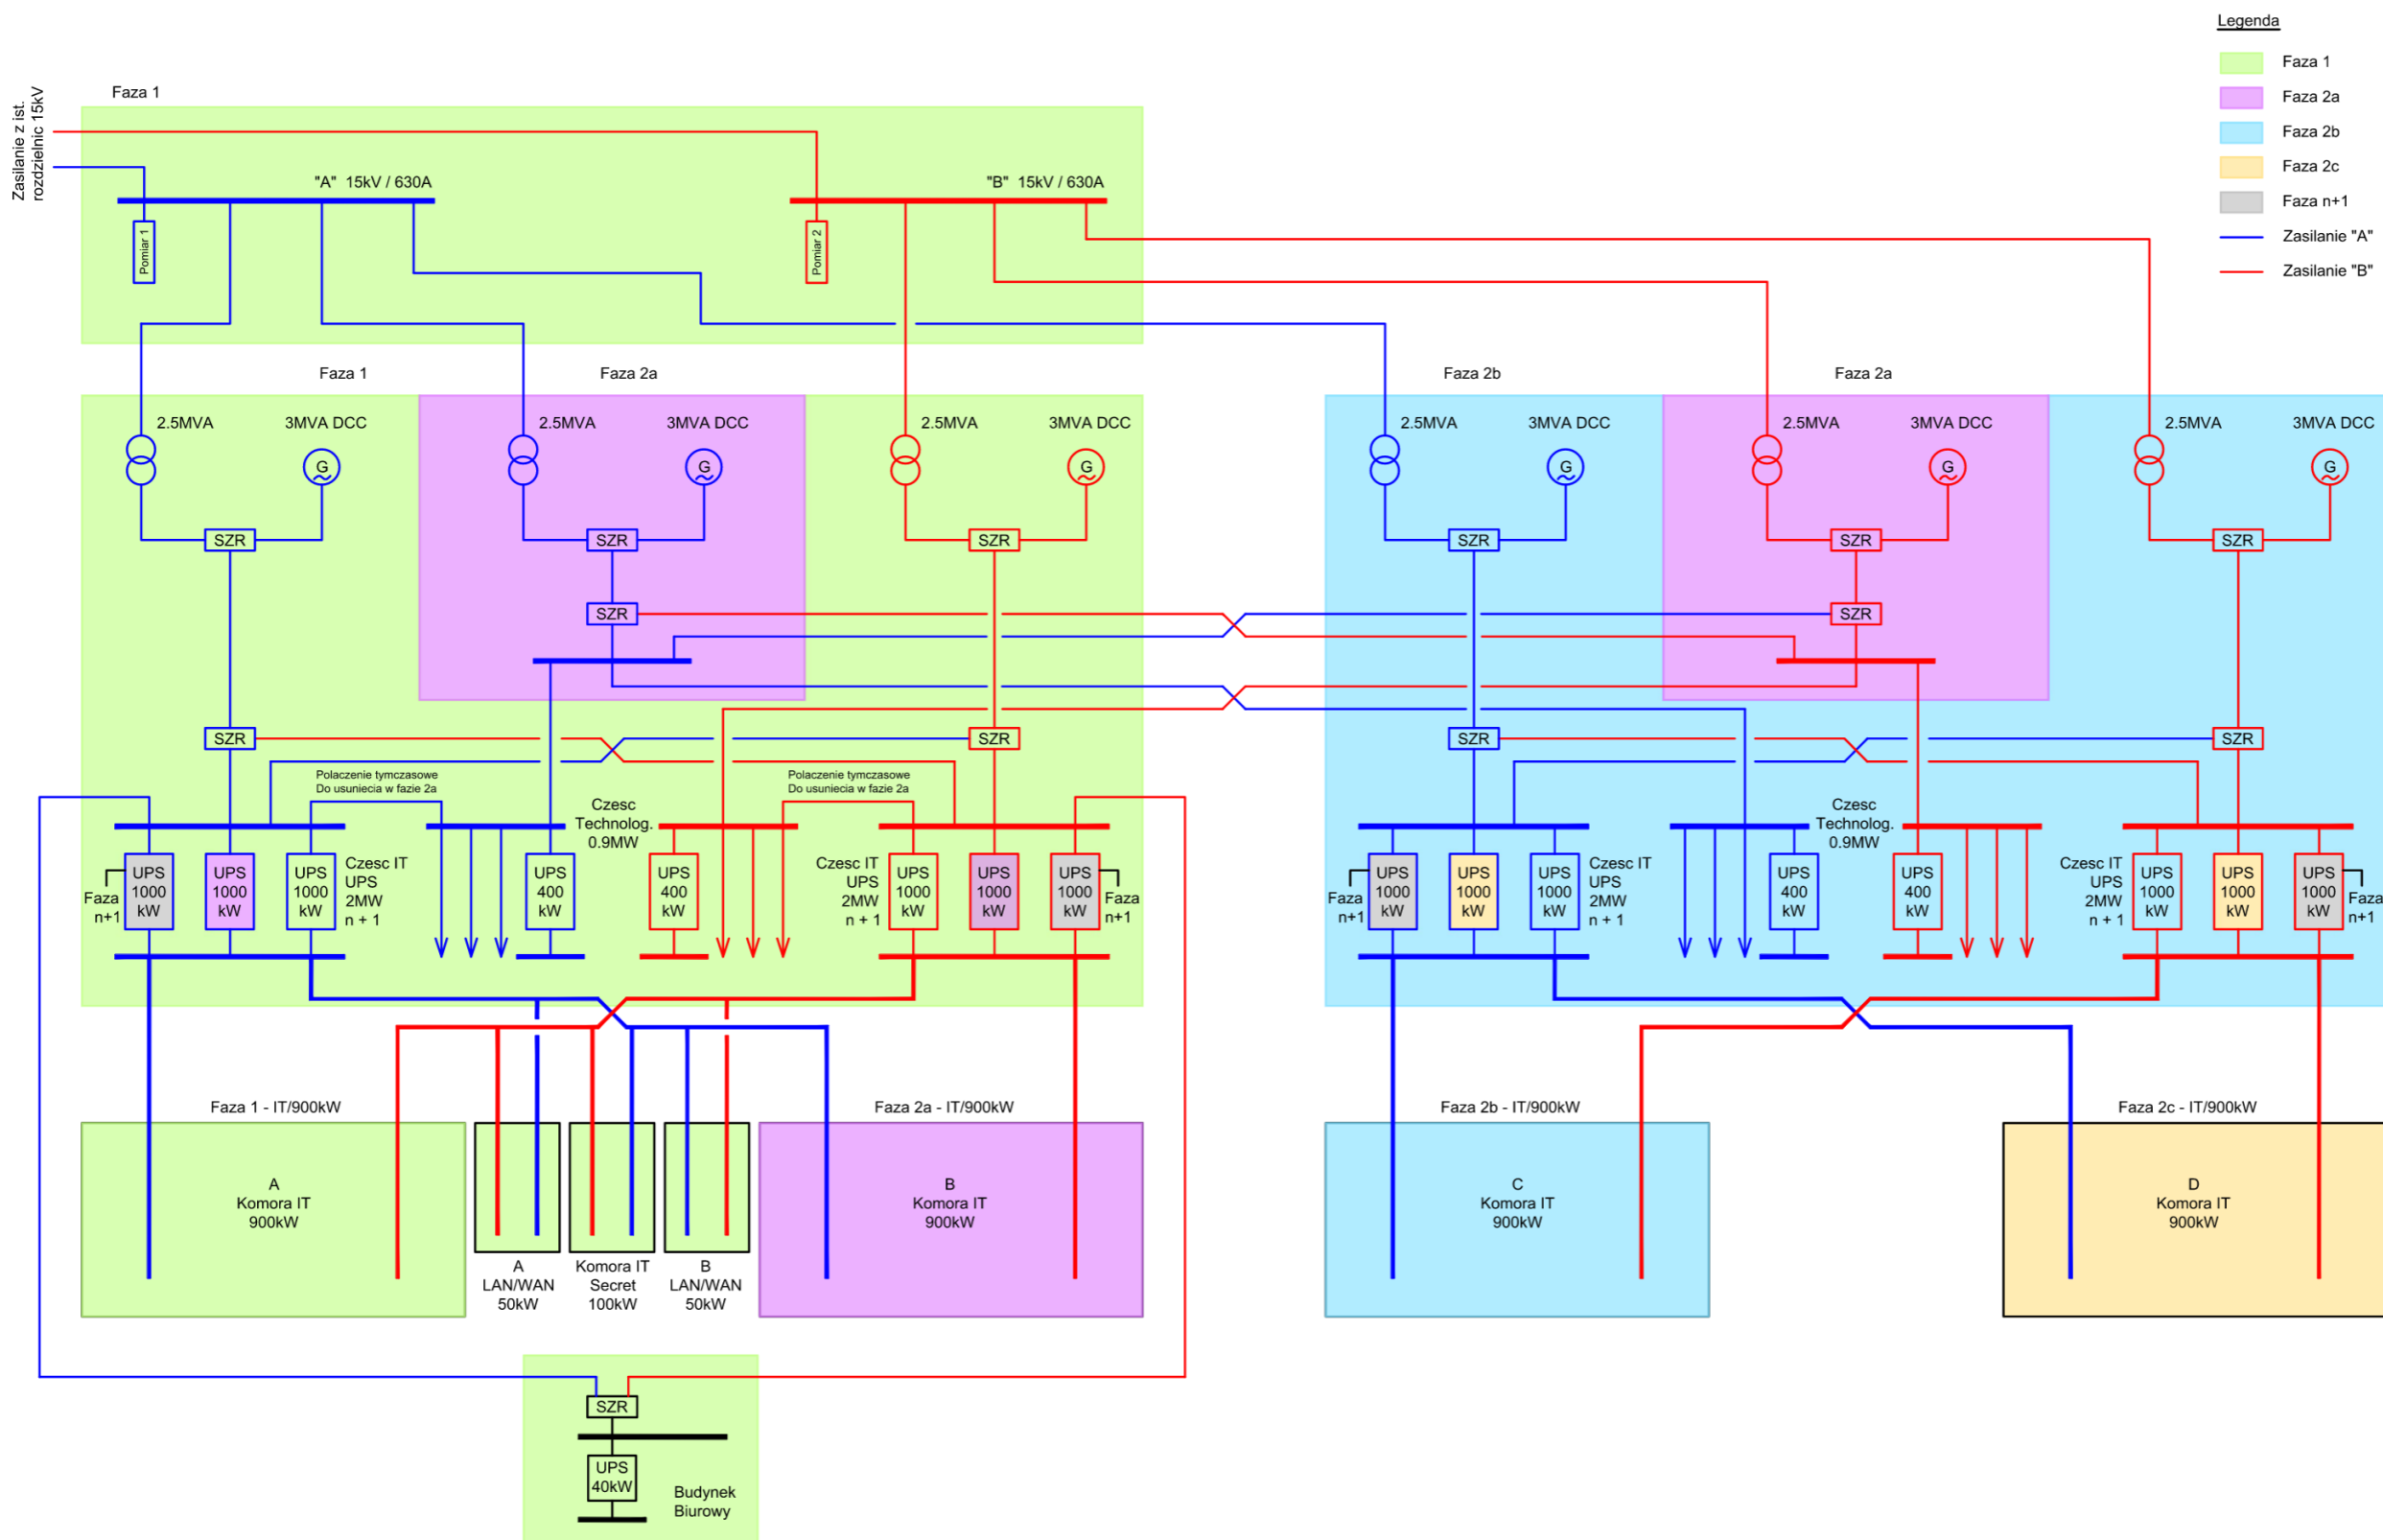 Legenda
Faza 1
Faza 2a
Faza 2b
Faza 2c
Faza n+1
Zasilanie "A"
Zasilanie "B"
Zasilanie z ist.
rozdzielnic 15kV
Faza 1
"A" 15kV / 630A
"B" 15kV / 630A
Pomiar 1
Pomiar 2
Faza 1
Faza 2a
Faza 2b
Faza 2a
2.5MVA
3MVA DCC
2.5MVA
3MVA DCC
2.5MVA
3MVA DCC
2.5MVA
3MVA DCC
2.5MVA
3MVA DCC
2.5MVA
3MVA DCC
G
G
G
G
G
G
SZR
SZR
SZR
SZR
SZR
SZR
SZR
SZR
SZR
SZR
SZR
SZR
Polaczenie tymczasowe
Do usuniecia w fazie 2a
Polaczenie tymczasowe
Do usuniecia w fazie 2a
Czesc
Technolog.
0.9MW
Czesc
Technolog.
0.9MW
Faza
n+1
UPS
1000
kW
UPS
1000
kW
UPS
1000
kW
Czesc IT
UPS
2MW
n + 1
UPS
400
kW
UPS
400
kW
Czesc IT
UPS
2MW
n + 1
UPS
1000
kW
UPS
1000
kW
UPS
1000
kW
Faza
n+1
Faza
n+1
UPS
1000
kW
UPS
1000
kW
UPS
1000
kW
Czesc IT
UPS
2MW
n + 1
UPS
400
kW
UPS
400
kW
Czesc IT
UPS
2MW
n + 1
UPS
1000
kW
UPS
1000
kW
UPS
1000
kW
Faza
n+1
Faza 1 - IT/900kW
Faza 2a - IT/900kW
Faza 2b - IT/900kW
Faza 2c - IT/900kW
A
Komora IT
900kW
B
Komora IT
900kW
C
Komora IT
900kW
D
Komora IT
900kW
A
LAN/WAN
50kW
Komora IT
Secret
100kW
B
LAN/WAN
50kW
SZR
UPS
40kW
Budynek
Biurowy